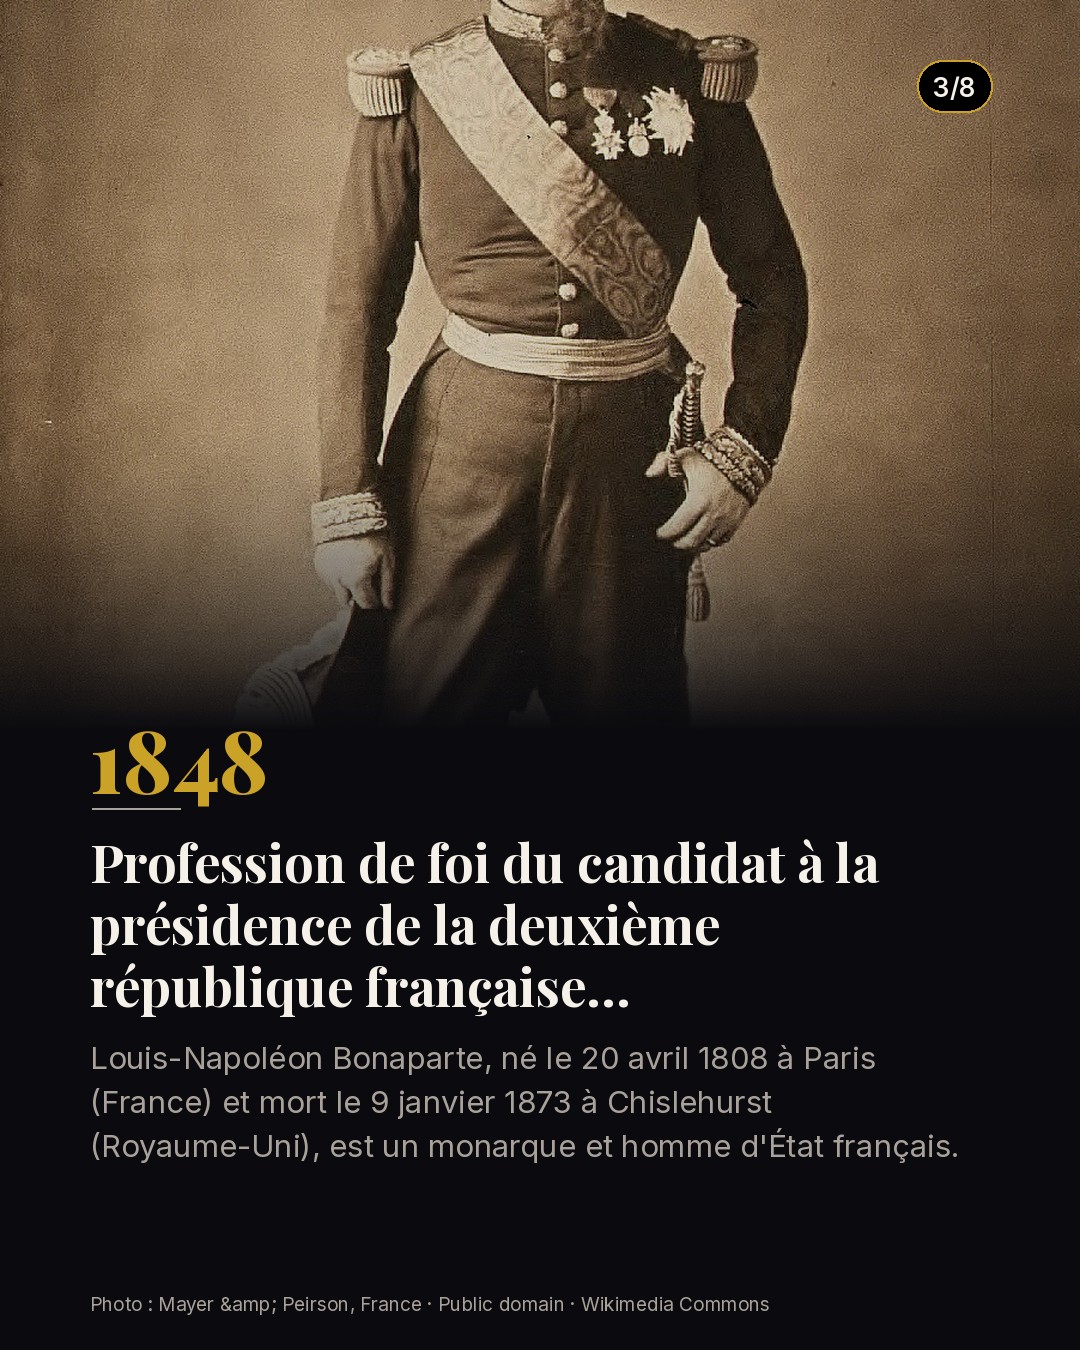 3/8
1848
Profession de foi du candidat à la
présidence de la deuxième
république française...
Louis-Napoléon Bonaparte, né le 20 avril 1808 à Paris
(France) et mort le 9 janvier 1873 à Chislehurst
(Royaume-Uni), est un monarque et homme d'État français.
Photo : Mayer &amp; Peirson, France · Public domain · Wikimedia Commons